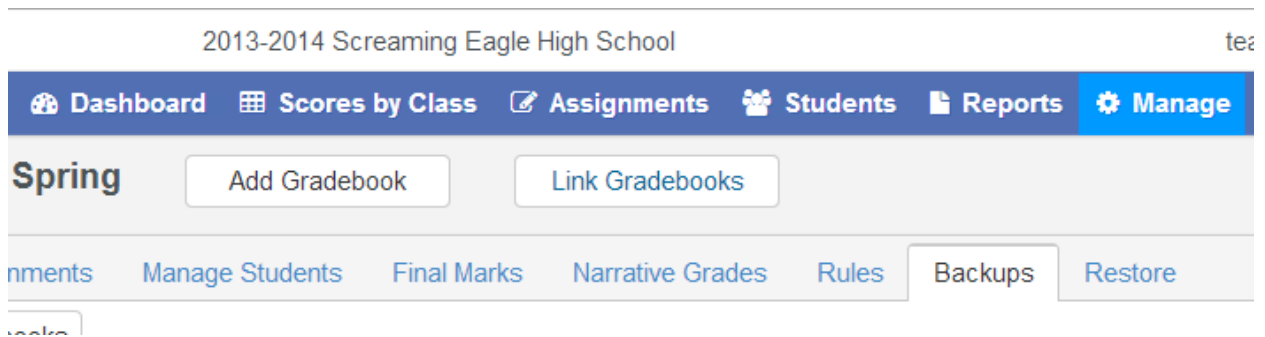 2013-2014 Screaming Eagle High School
Dashboard Scores by Class Assignments Students Reports Manage
Spring Add Gradebook Link Gradebooks
Manage Students Final Marks Narrative Grades Rules Backups Restore